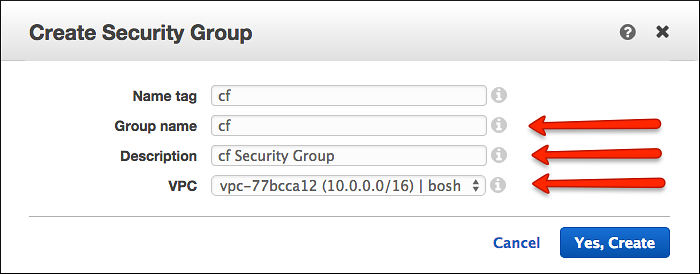 Create Security Group
Name tag cf
Group name cf
Description cf Security Group
VPC vpc-77bcca12 (10.0.0.0/16) | bosh
Cancel Yes, Create